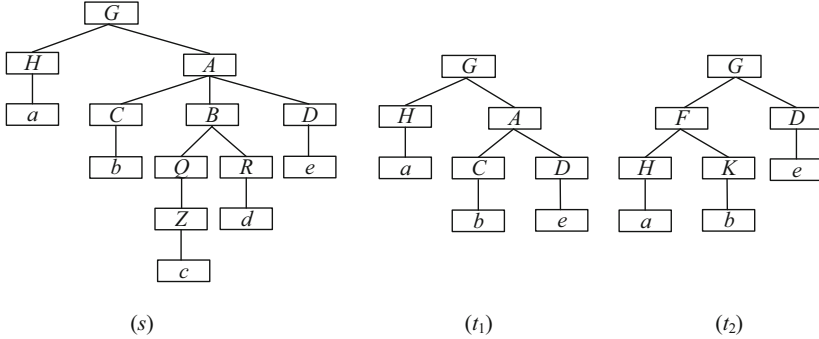 G
H A G G
a C B D H A F D
b Q R e a C D H K e
Z d b e a b
c
(s) (t1) (t2)